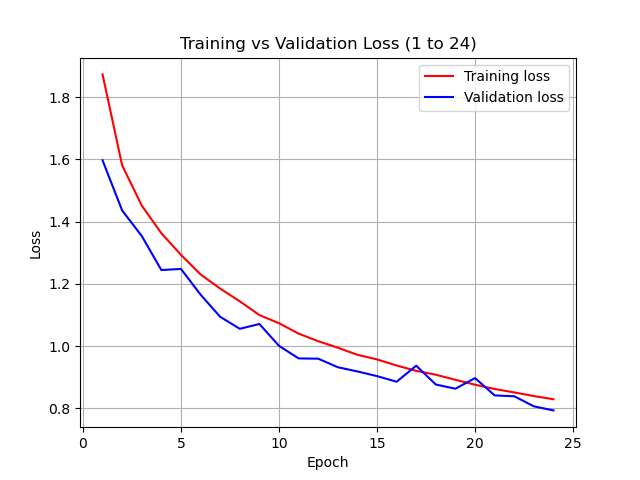 Training vs Validation Loss (1 to 24)
Training loss
Validation loss
Loss
1.8
1.6
1.4
1.2
1.0
0.8
0 5 10 15 20 25
Epoch